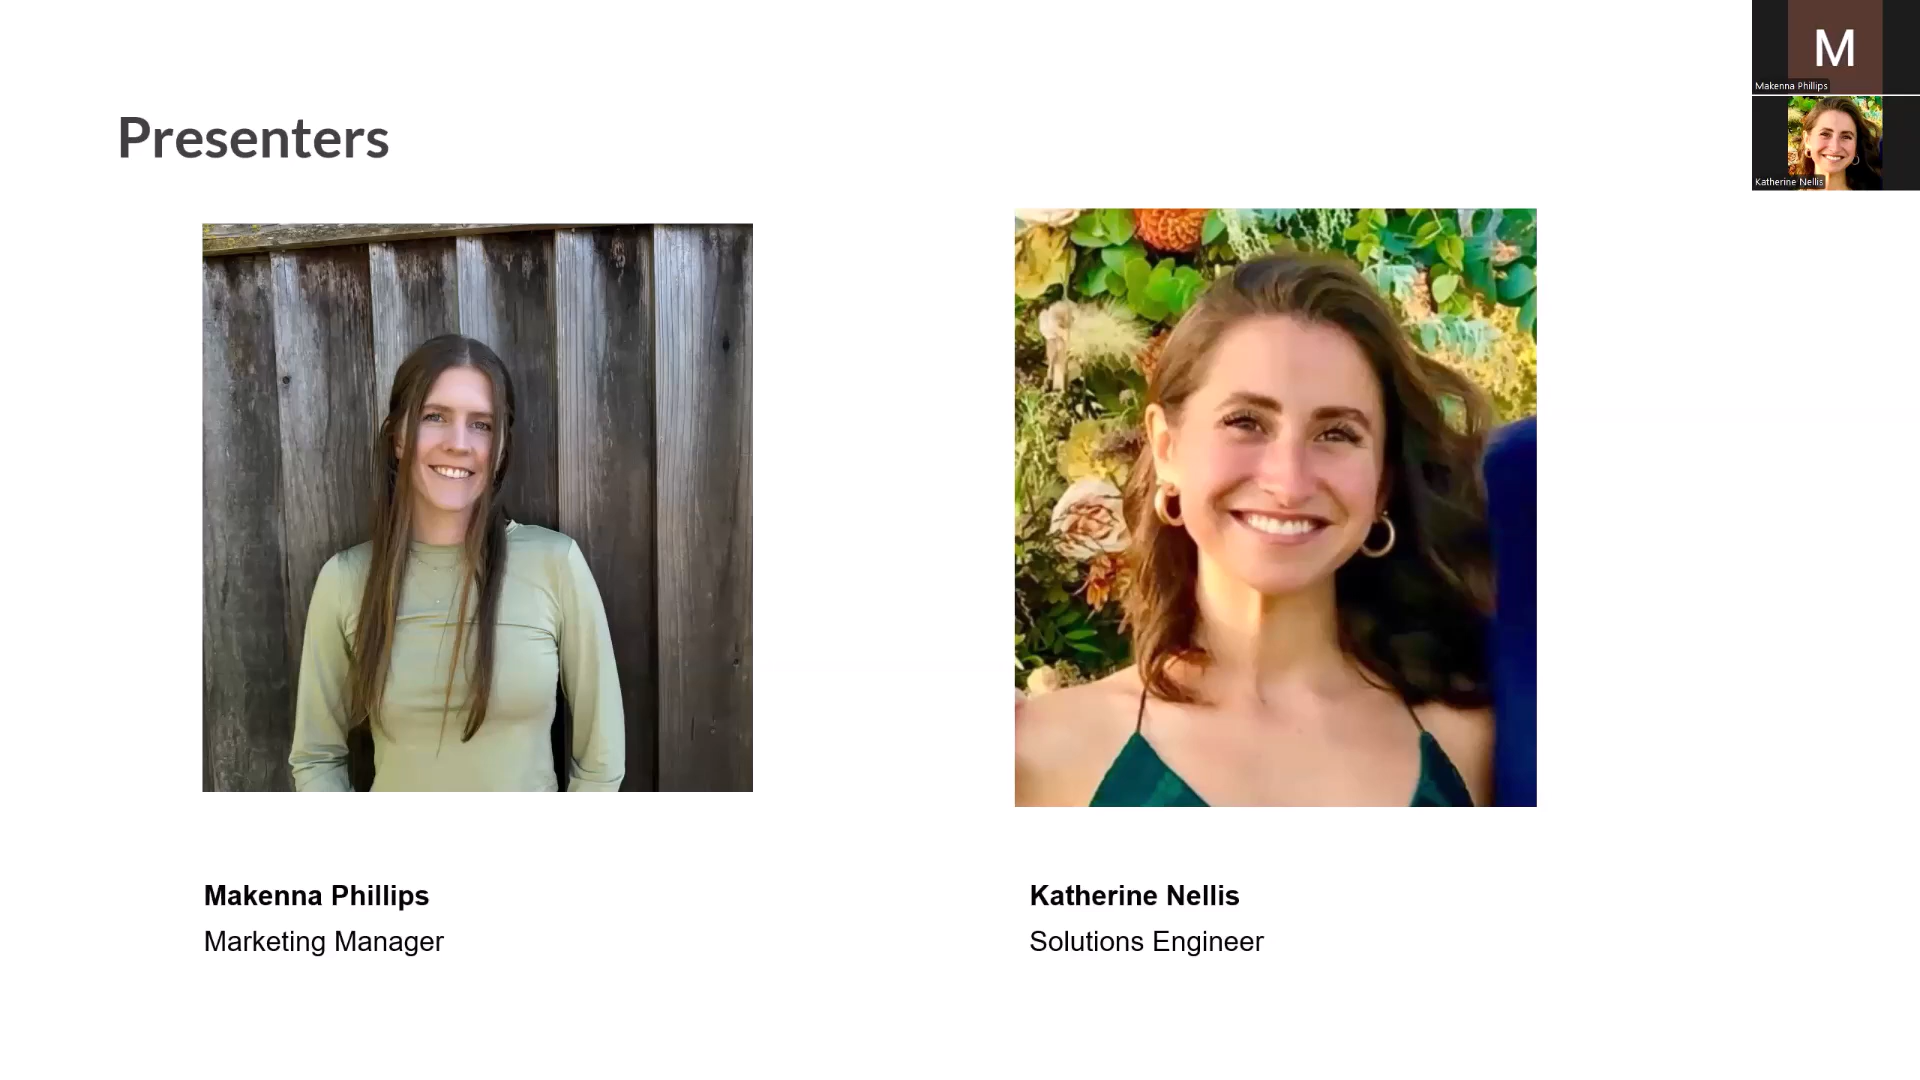 M
Makenna Phillips
Katherine Nellis
Presenters
Makenna Phillips
Marketing Manager
Katherine Nellis
Solutions Engineer